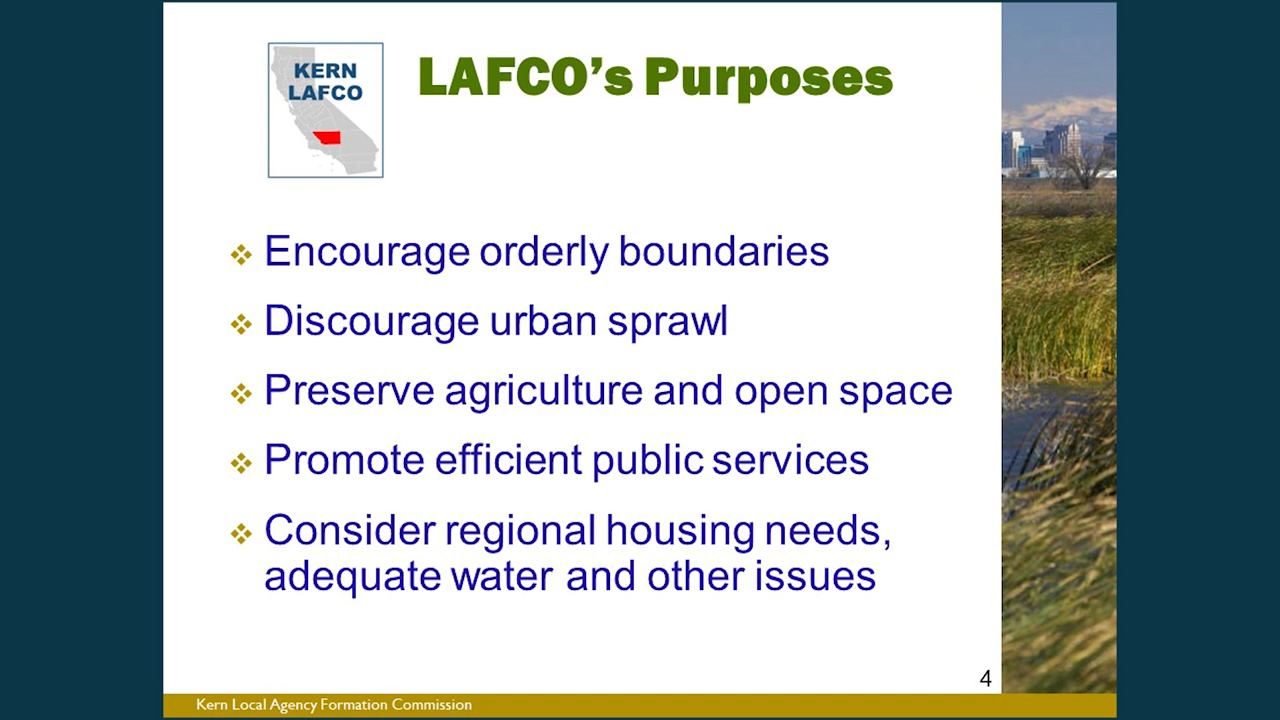 KERN
LAFCO
LAFCO’s Purposes
❖ Encourage orderly boundaries
❖ Discourage urban sprawl
❖ Preserve agriculture and open space
❖ Promote efficient public services
❖ Consider regional housing needs,
adequate water and other issues
4
Kern Local Agency Formation Commission